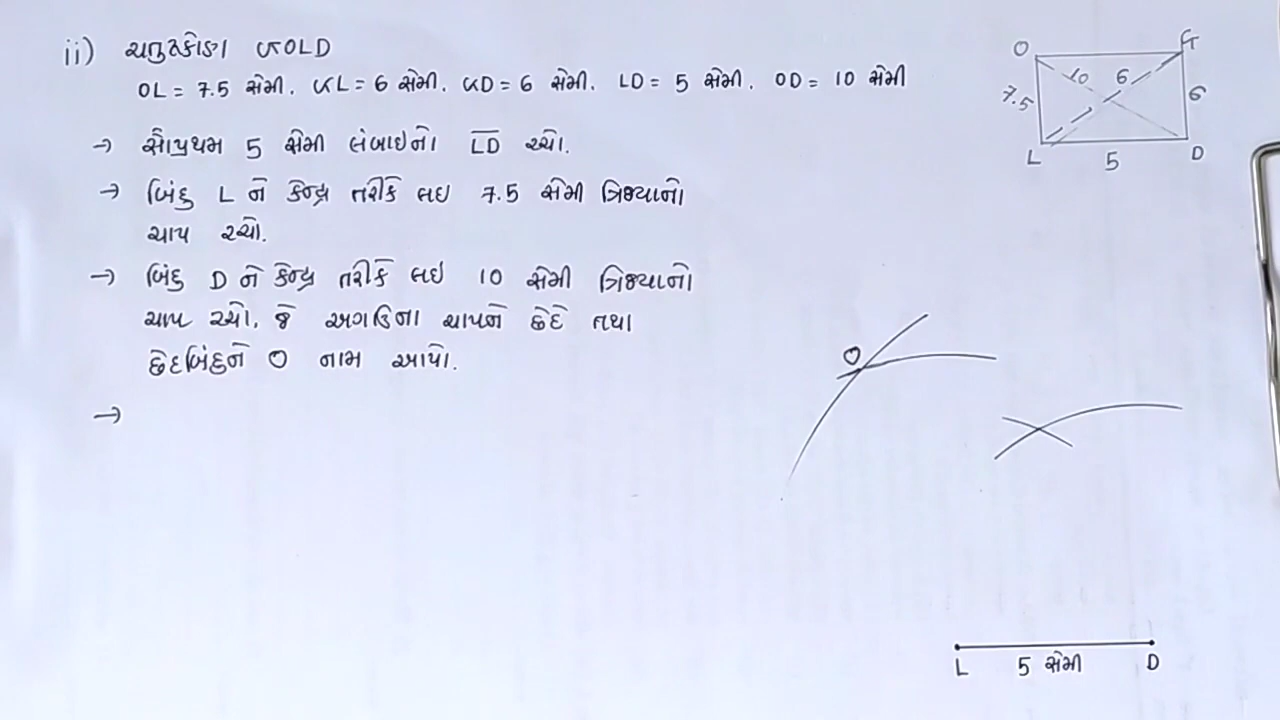 ii) ચતુષ્કોણ GOLD
OL = 7.5 સેમી. GL = 6 સેમી. GD = 6 સેમી. LD = 5 સેમી. OD = 10 સેમી
→ સૌપ્રથમ 5 સેમી લંબાઇનો LD રચો.
→ બિંદુ L ને કેન્દ્ર તરીકે લઇ 7.5 સેમી ત્રિજ્યાનો
ચાપ રચો.
→ બિંદુ D ને કેન્દ્ર તરીકે લઇ 10 સેમી ત્રિજ્યાનો
ચાપ રચો, જે અગાઉના ચાપને છેદે તથા
છેદબિંદુને O નામ આપો.
→
O G
10 6
7.5 6
L 5 D
O
L 5 સેમી D